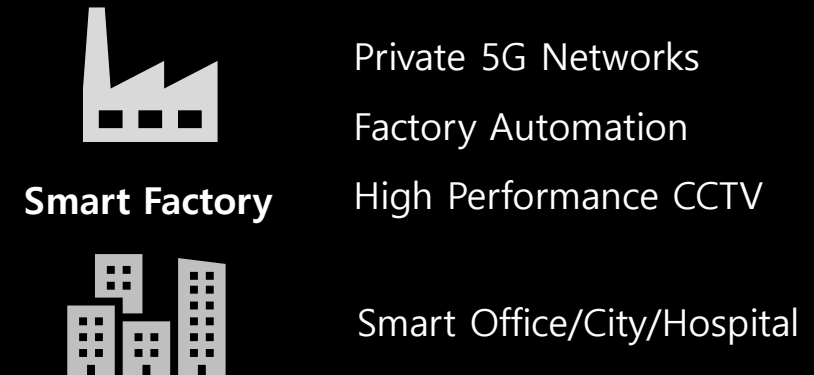 Private 5G Networks
Factory Automation
Smart Factory
High Performance CCTV
Smart Office/City/Hospital